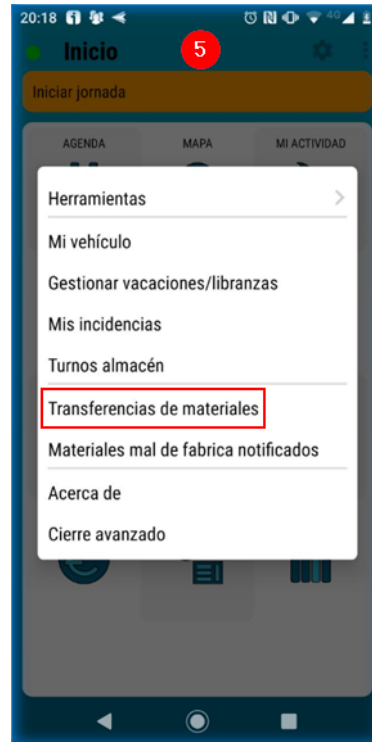 20:18
4G
Inicio
5
Iniciar jornada
AGENDA MAPA MI ACTIVIDAD
Herramientas
Mi vehículo
Gestionar vacaciones/libranzas
Mis incidencias
Turnos almacén
Transferencias de materiales
Materiales mal de fabrica notificados
Acerca de
Cierre avanzado